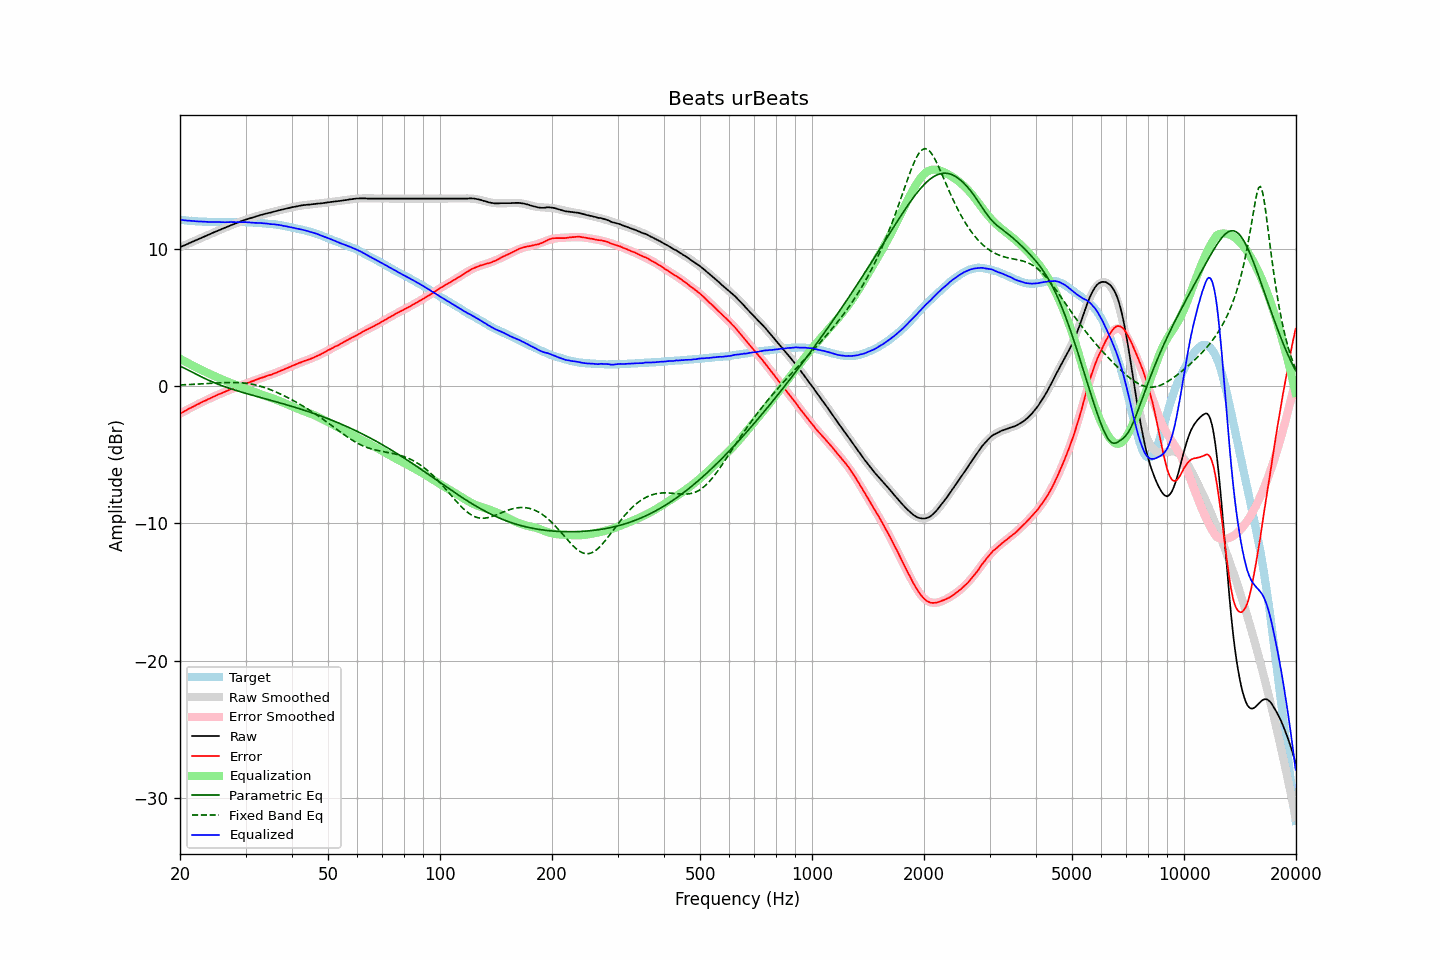 Beats urBeats
Amplitude (dBr)
10
0
−10
−20
−30
Target
Raw Smoothed
Error Smoothed
Raw
Error
Equalization
Parametric Eq
Fixed Band Eq
Equalized
20 50 100 200 500 1000 2000 5000 10000 20000
Frequency (Hz)